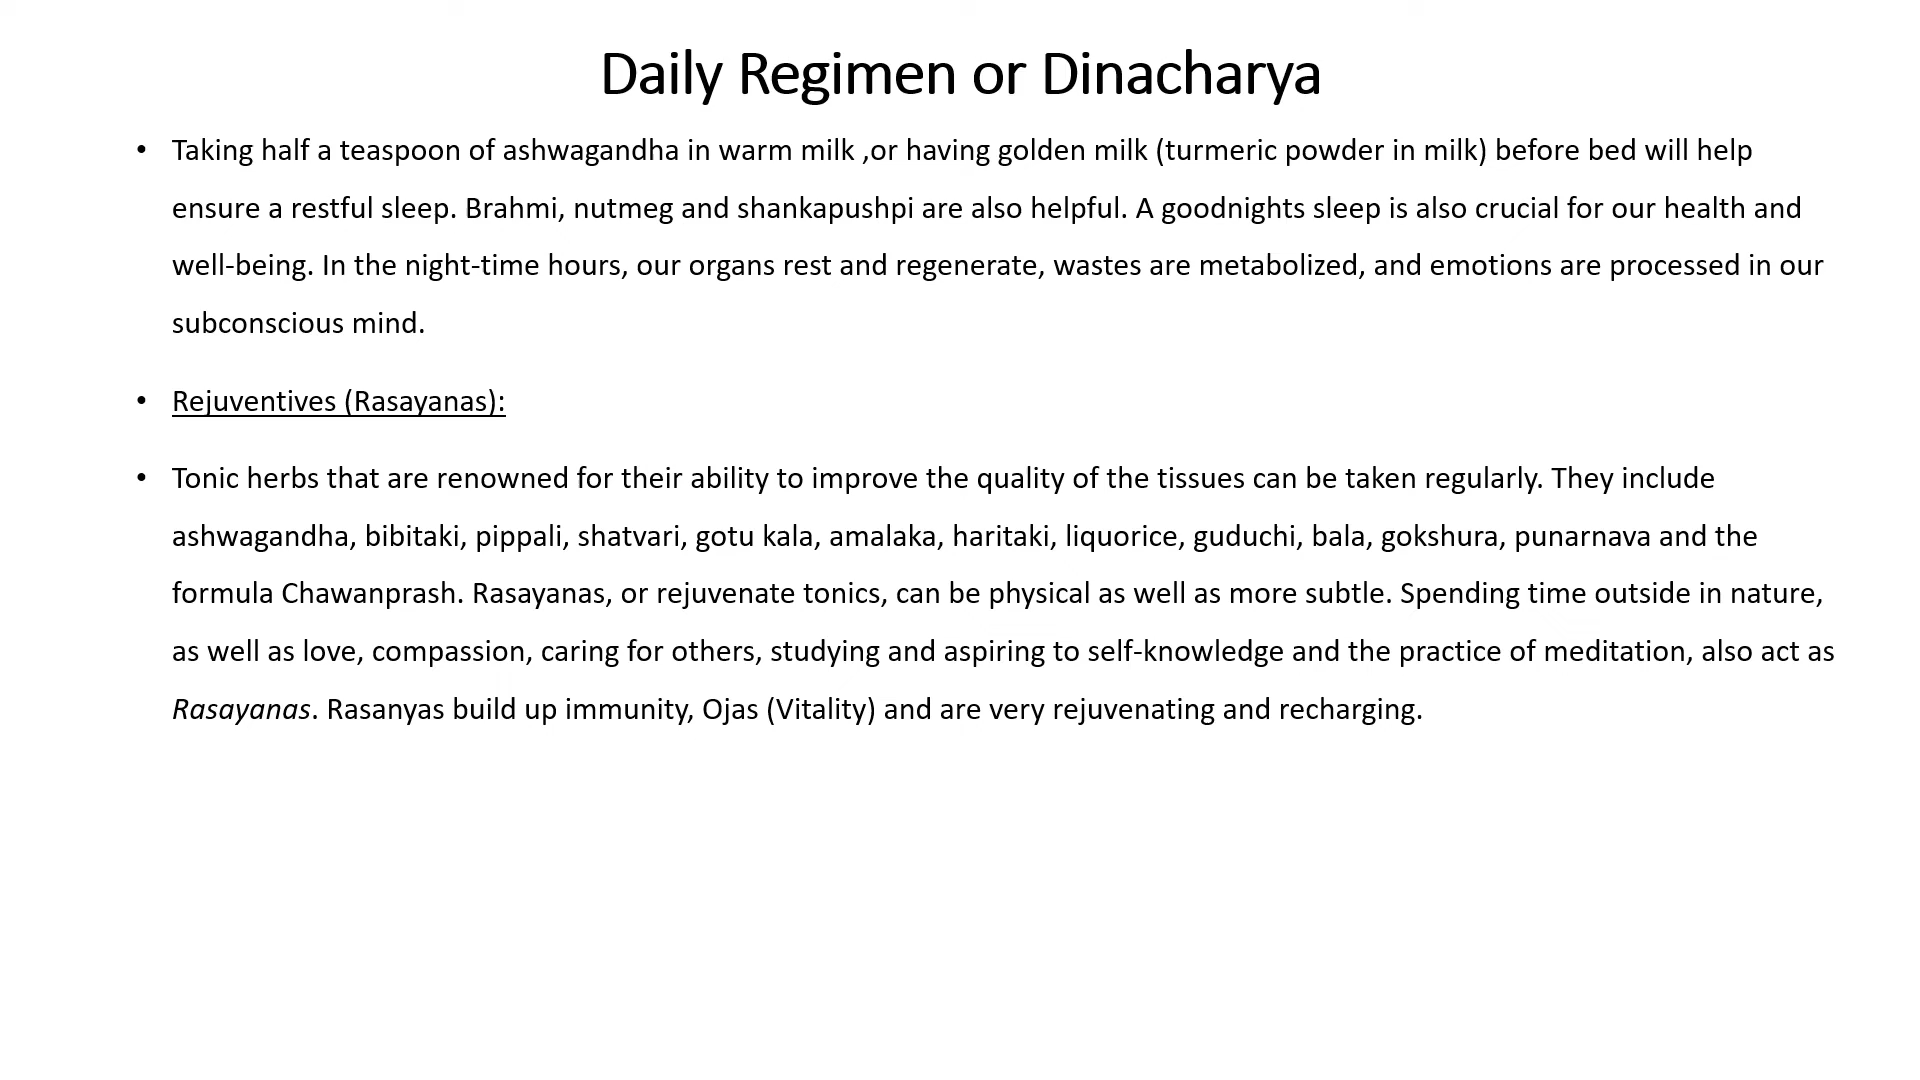 Daily Regimen or Dinacharya
• Taking half a teaspoon of ashwagandha in warm milk ,or having golden milk (turmeric powder in milk) before bed will help
ensure a restful sleep. Brahmi, nutmeg and shankapushpi are also helpful. A goodnights sleep is also crucial for our health and
well-being. In the night-time hours, our organs rest and regenerate, wastes are metabolized, and emotions are processed in our
subconscious mind.
• Rejuventives (Rasayanas):
• Tonic herbs that are renowned for their ability to improve the quality of the tissues can be taken regularly. They include
ashwagandha, bibitaki, pippali, shatvari, gotu kala, amalaka, haritaki, liquorice, guduchi, bala, gokshura, punarnava and the
formula Chawanprash. Rasayanas, or rejuvenate tonics, can be physical as well as more subtle. Spending time outside in nature,
as well as love, compassion, caring for others, studying and aspiring to self-knowledge and the practice of meditation, also act as
Rasayanas. Rasanyas build up immunity, Ojas (Vitality) and are very rejuvenating and recharging.